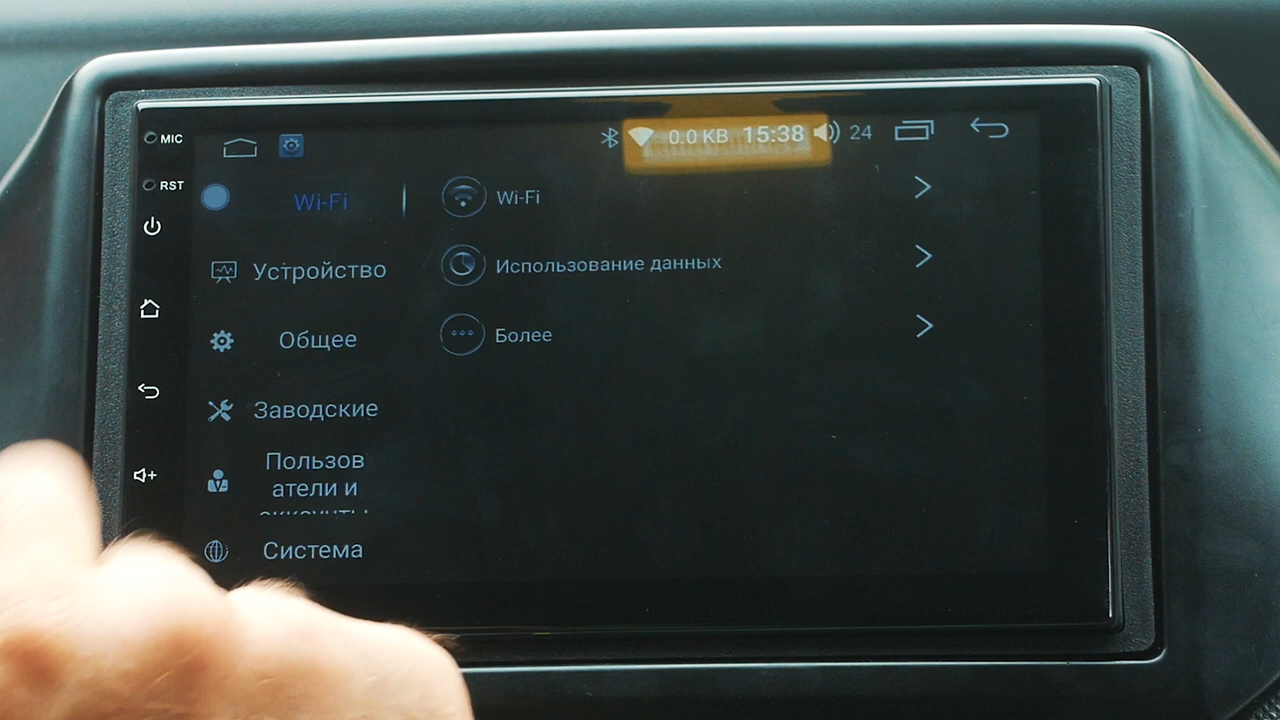 MIC
RST
0.0 KB 15:38 24
Wi-Fi
Устройство
Общее
Заводские
Пользов
атели и
аккаунты
Система
Wi-Fi
Использование данных
Более